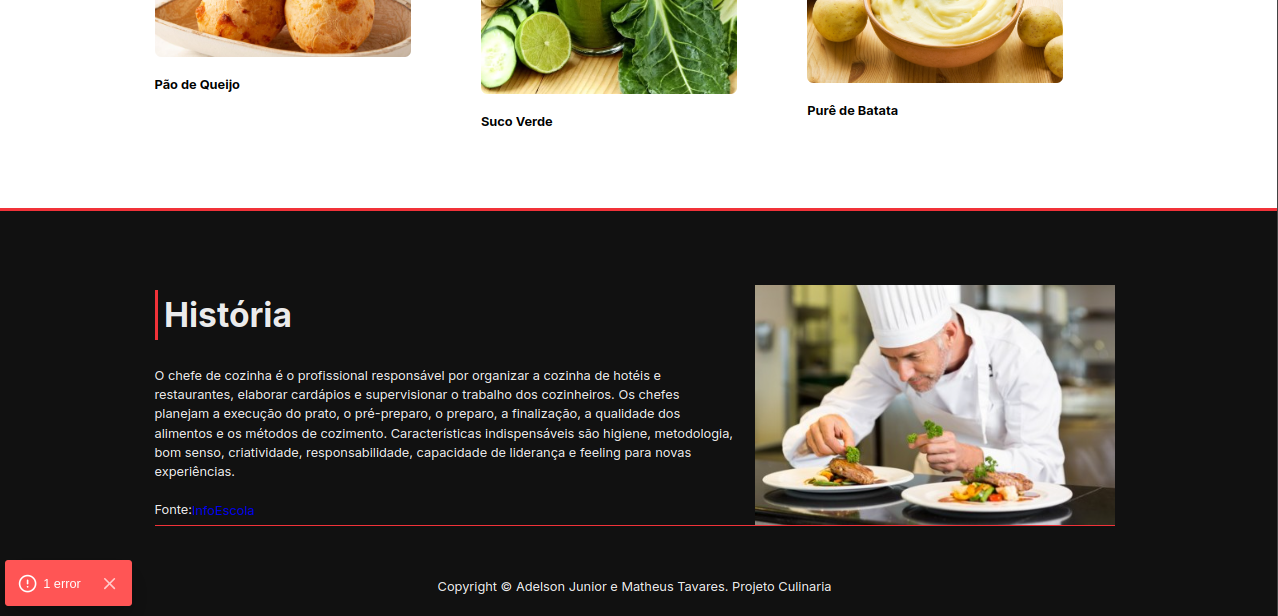 Pão de Queijo
Suco Verde
Purê de Batata
História
O chefe de cozinha é o profissional responsável por organizar a cozinha de hotéis e
restaurantes, elaborar cardápios e supervisionar o trabalho dos cozinheiros. Os chefes
planejam a execução do prato, o pré-preparo, o preparo, a finalização, a qualidade dos
alimentos e os métodos de cozimento. Características indispensáveis são higiene, metodologia,
bom senso, criatividade, responsabilidade, capacidade de liderança e feeling para novas
experiências.
Fonte:InfoEscola
1 error
Copyright © Adelson Junior e Matheus Tavares. Projeto Culinaria